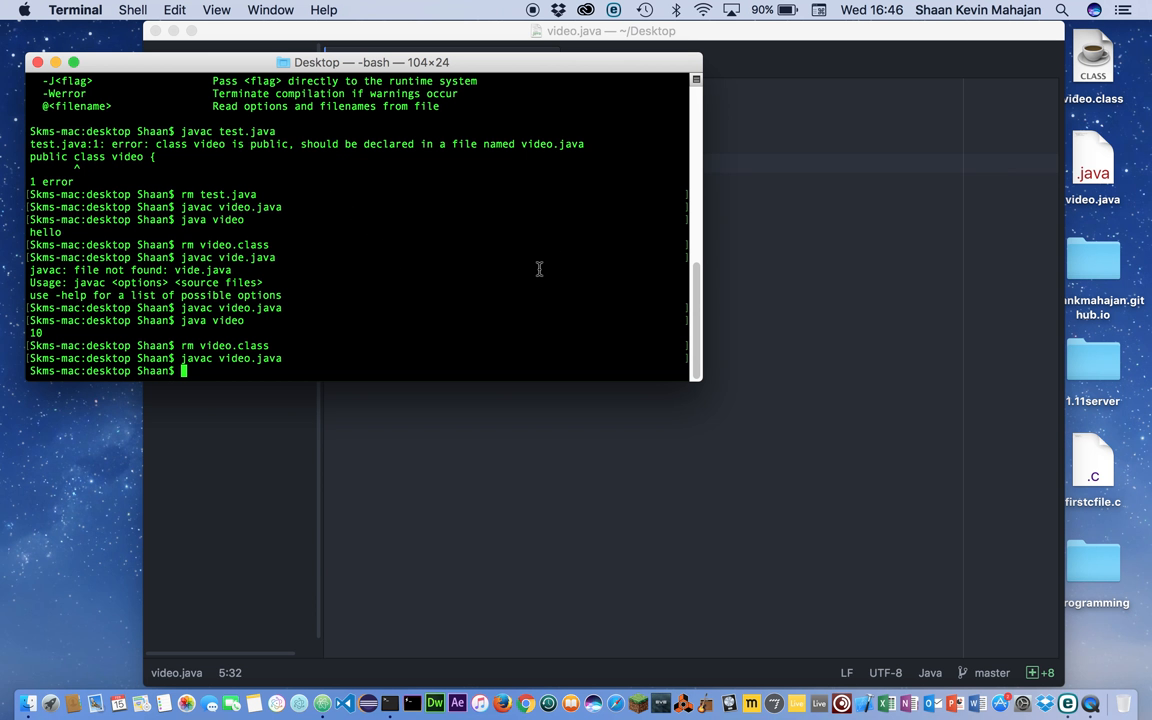 Terminal Shell Edit View Window Help 90% Wed 16:46 Shaan Kevin Mahajan
video.java — ~/Desktop
Desktop — -bash — 104×24
-J<flag> Pass <flag> directly to the runtime system
-Werror Terminate compilation if warnings occur
@<filename> Read options and filenames from file
Skms-mac:desktop Shaan$ javac test.java
test.java:1: error: class video is public, should be declared in a file named video.java
public class video {
^
1 error
[Skms-mac:desktop Shaan$ rm test.java ]
[Skms-mac:desktop Shaan$ javac video.java ]
[Skms-mac:desktop Shaan$ java video ]
hello
[Skms-mac:desktop Shaan$ rm video.class ]
[Skms-mac:desktop Shaan$ javac vide.java ]
javac: file not found: vide.java
Usage: javac <options> <source files>
use -help for a list of possible options
[Skms-mac:desktop Shaan$ javac video.java ]
[Skms-mac:desktop Shaan$ java video ]
10
[Skms-mac:desktop Shaan$ rm video.class ]
[Skms-mac:desktop Shaan$ javac video.java ]
Skms-mac:desktop Shaan$
CLASS
video.class
.java
video.java
ankmahajan.git
hub.io
1.11server
.c
firstcfile.c
rogramming
video.java 5:32 LF UTF-8 Java master +8
15 Dw Ae m Live Live